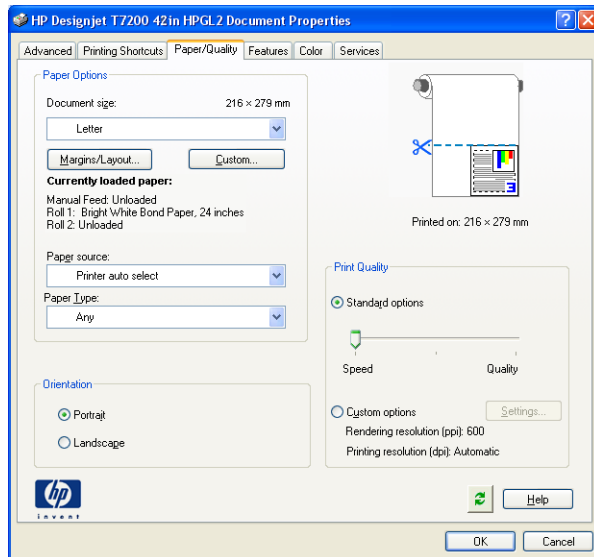 HP Designjet T7200 42in HPGL2 Document Properties
Advanced Printing Shortcuts Paper/Quality Features Color Services
Paper Options
Document size: 216 × 279 mm
Letter
Margins/Layout... Custom...
Currently loaded paper:
Manual Feed: Unloaded
Roll 1: Bright White Bond Paper, 24 inches
Roll 2: Unloaded
Paper source:
Printer auto select
Paper Type:
Any
Orientation
Portrait
Landscape
3
Printed on: 216 × 279 mm
Print Quality
Standard options
Speed Quality
Custom options Settings...
Rendering resolution (ppi): 600
Printing resolution (dpi): Automatic
hp
invent
Help
OK Cancel